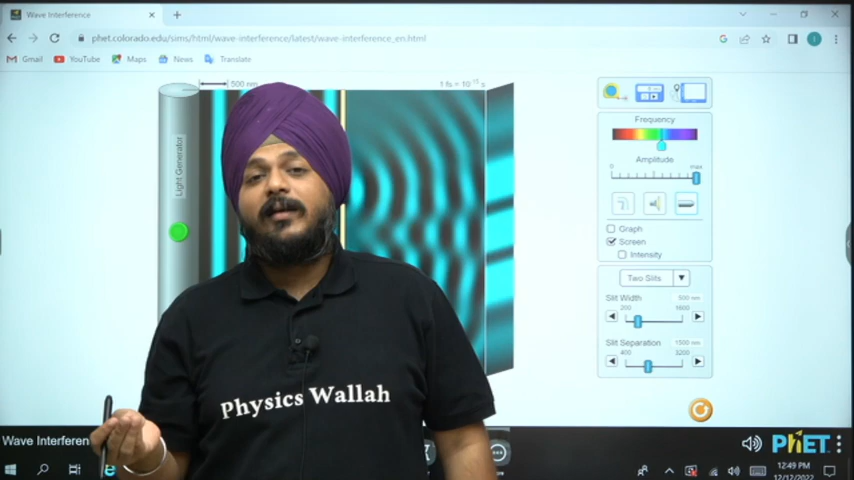 Wave Interference
phet.colorado.edu/sims/html/wave-interference/latest/wave-interference_en.html
Gmail YouTube Maps News Translate
500 nm
1 fs = 10⁻¹⁵ s
Light Generator
Frequency
Amplitude
0 max
Graph
Screen
Intensity
Two Slits
Slit Width 500 nm
200 1600
Slit Separation 1500 nm
400 3200
Physics Wallah
Wave Interferen
PhET
12:49 PM
12/12/2022